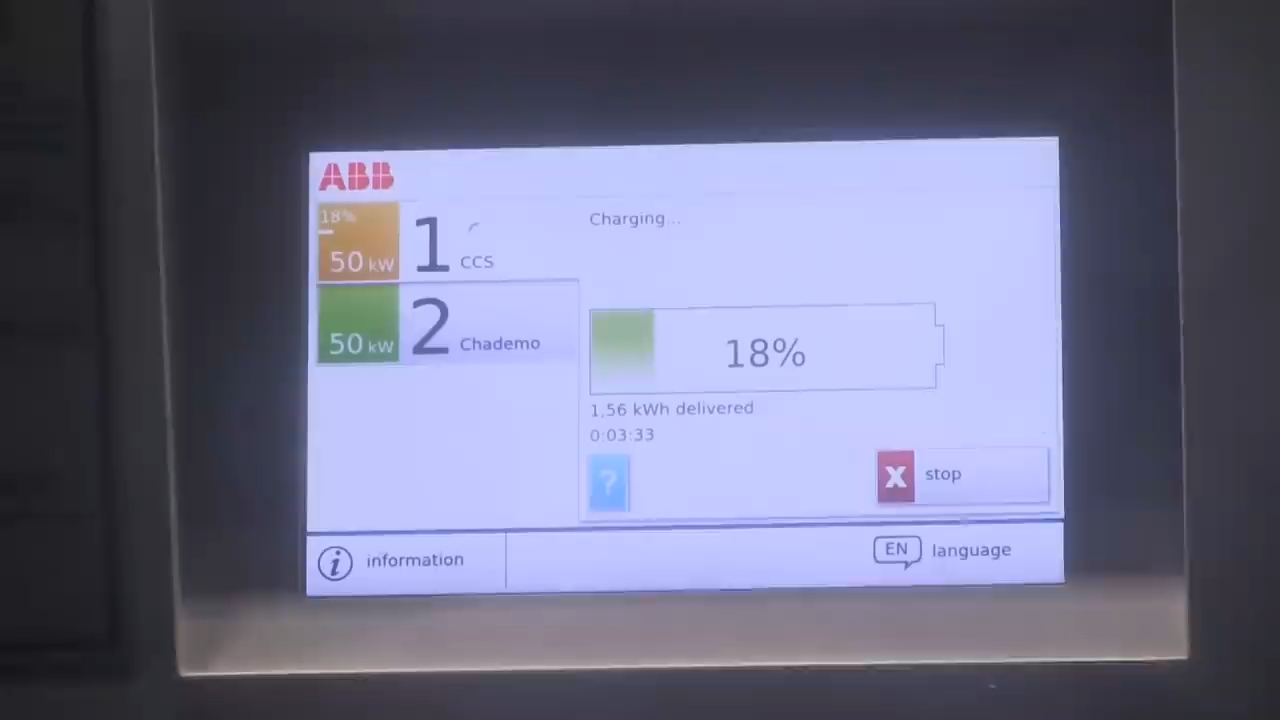 ABB
18%
50 kW
1
CCS
50 kW
2
Chademo
Charging...
18%
1,56 kWh delivered
0:03:33
?
X stop
i information
EN language